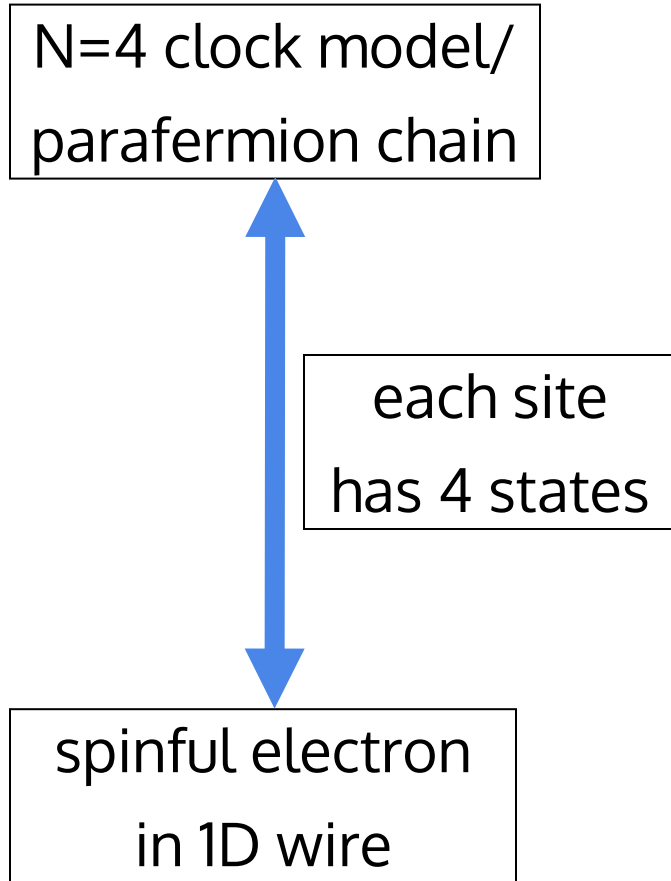 N=4 clock model/
parafermion chain
each site
has 4 states
spinful electron
in 1D wire